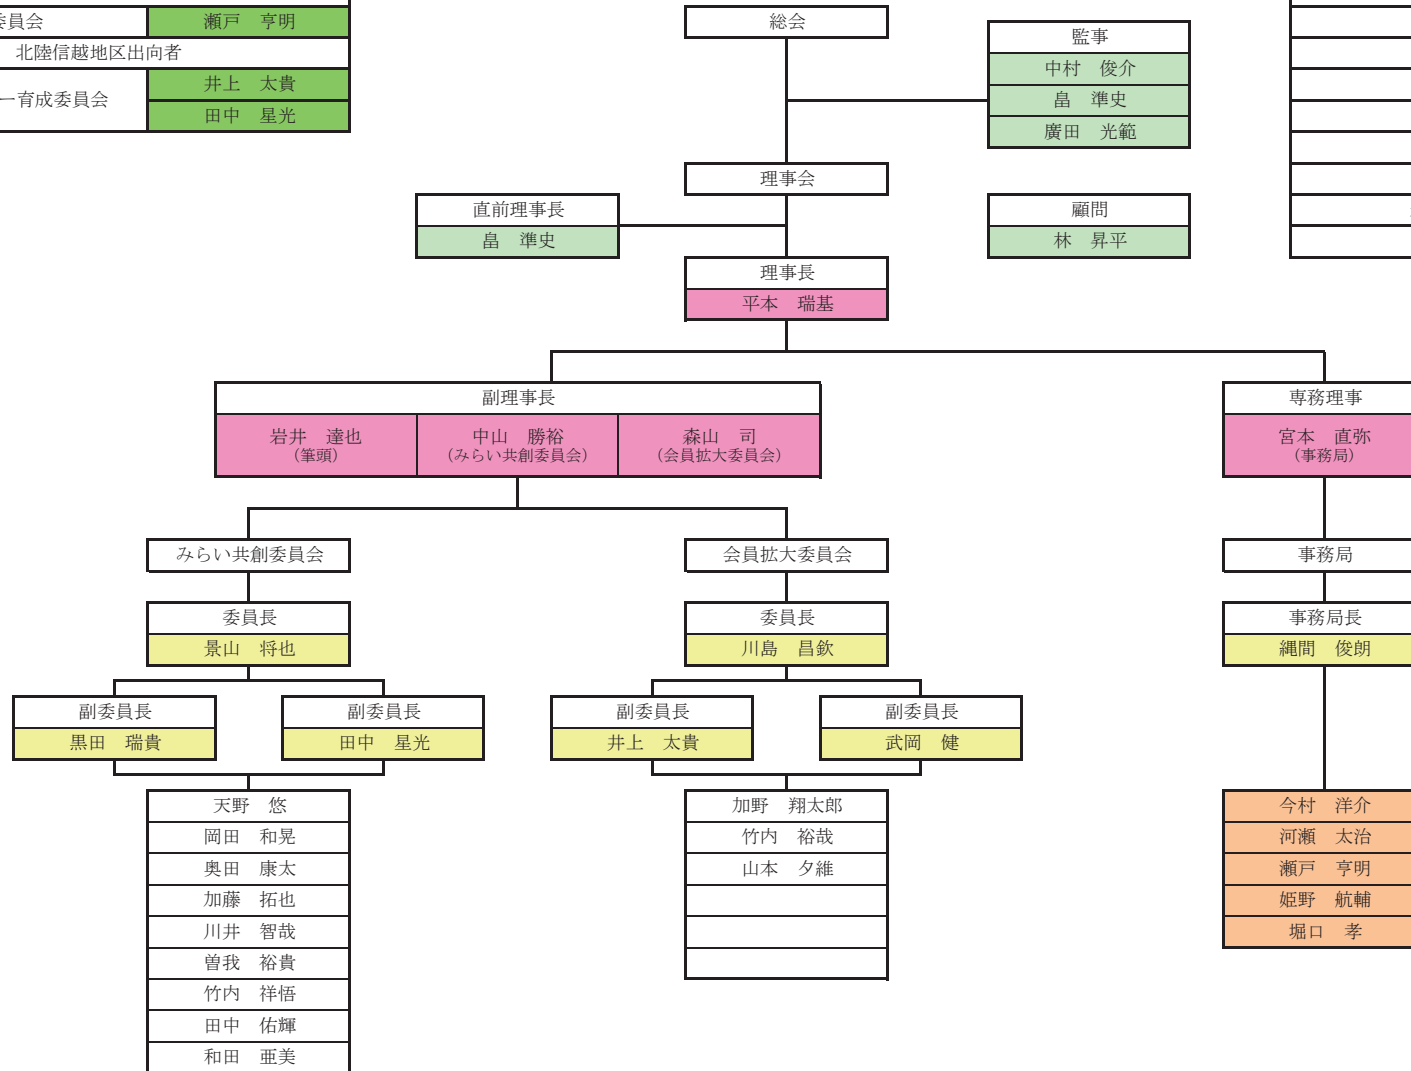 委員会
瀬戸　亨明
北陸信越地区出向者
ー育成委員会
井上　太貴
田中　星光
総会
監事
中村　俊介
畠　準史
廣田　光範
理事会
直前理事長
畠　準史
顧問
林　昇平
理事長
平本　瑞基
副理事長
岩井　達也
（筆頭）
中山　勝裕
（みらい共創委員会）
森山　司
（会員拡大委員会）
専務理事
宮本　直弥
（事務局）
みらい共創委員会
会員拡大委員会
事務局
委員長
景山　将也
委員長
川島　昌欽
事務局長
縄間　俊朗
副委員長
黒田　瑞貴
副委員長
田中　星光
副委員長
井上　太貴
副委員長
武岡　健
天野　悠
岡田　和晃
奥田　康太
加藤　拓也
川井　智哉
曽我　裕貴
竹内　祥悟
田中　佑輝
和田　亜美
加野　翔太郎
竹内　裕哉
山本　夕維
今村　洋介
河瀬　太治
瀬戸　亨明
姫野　航輔
堀口　孝